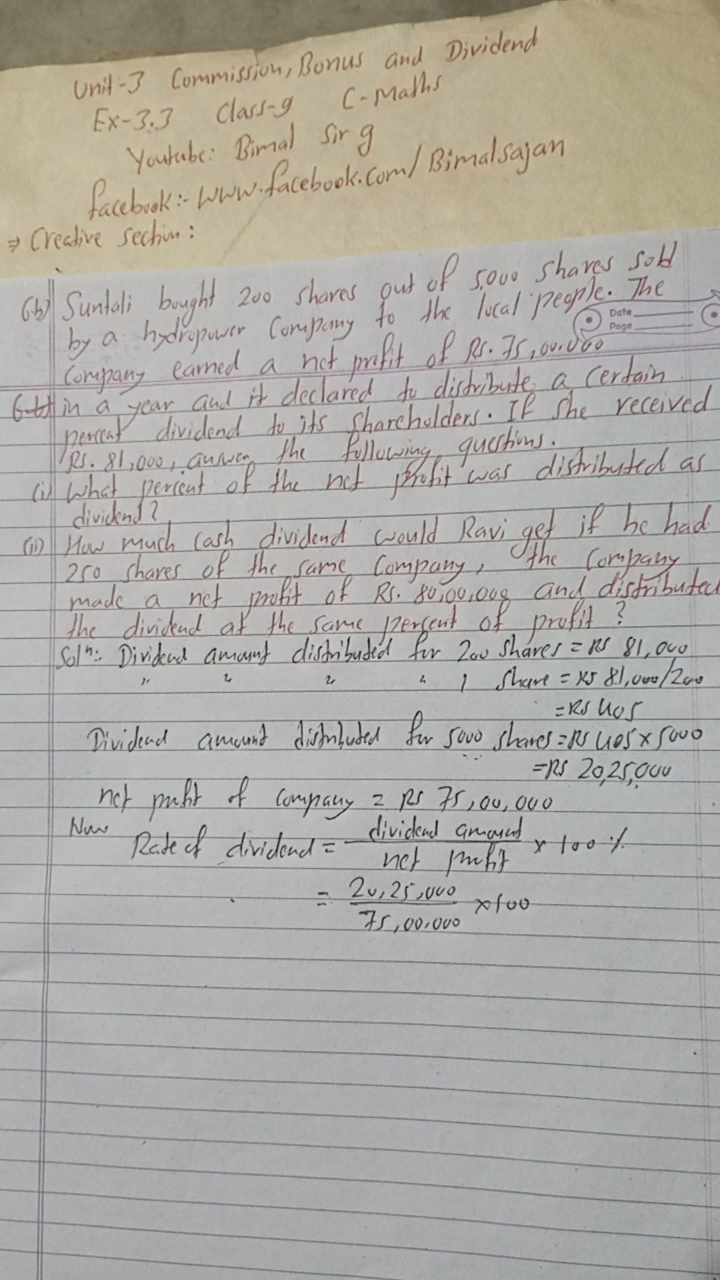 Unit-3 Commission, Bonus and Dividend
Ex-3.3 Class-9 C-Maths
Youtube: Bimal Sir g
facebook:- www.facebook.com/Bimalsajan
⇒ Creative section:
6b) Suntali bought 200 shares out of 5,000 shares sold
by a hydropower company to the local people. The
Date
Page
Company earned a net profit of Rs. 75,00,000
in a year and it declared to distribute a certain
percent dividend to its shareholders. If she received
Rs. 81,000, answer the following questions.
(i) What percent of the net profit was distributed as
dividend?
(ii) How much cash dividend would Ravi get if he had
250 shares of the same company, the company
made a net profit of Rs. 80,00,000 and distributed
the dividend at the same percent of profit?
Solⁿ: Dividend amount distributed for 200 shares = RS 81,000
" " " " 1 share = RS 81,000/200
= RS 405
Dividend amount distributed for 5000 shares = RS 405 × 5000
= RS 20,25,000
net profit of company = RS 75,00,000
Now
Rate of dividend = dividend amount / net profit × 100 %
= 20,25,000 / 75,00,000 × 100